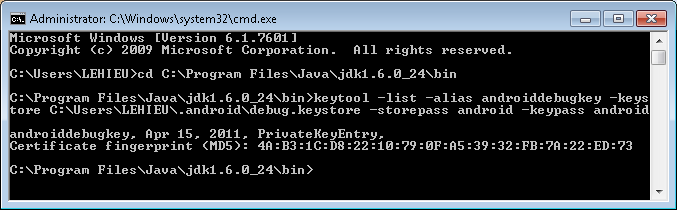 Administrator: C:\Windows\system32\cmd.exe
Microsoft Windows [Version 6.1.7601]
Copyright (c) 2009 Microsoft Corporation.  All rights reserved.
C:\Users\LEHIEU>cd C:\Program Files\Java\jdk1.6.0_24\bin
C:\Program Files\Java\jdk1.6.0_24\bin>keytool -list -alias androiddebugkey -keys
tore C:\Users\LEHIEU\.android\debug.keystore -storepass android -keypass android
androiddebugkey, Apr 15, 2011, PrivateKeyEntry,
Certificate fingerprint (MD5): 4A:B3:1C:D8:22:10:79:0F:A5:39:32:FB:7A:22:ED:73
C:\Program Files\Java\jdk1.6.0_24\bin>